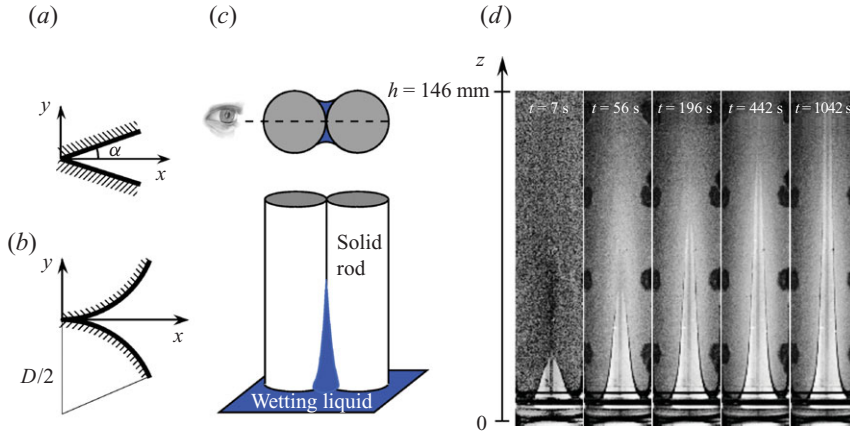 (a)
(c)
(d)
y
α
x
h = 146 mm
z
t = 7 s
t = 56 s
t = 196 s
t = 442 s
t = 1042 s
(b)
y
x
D/2
Solid
rod
Wetting liquid
0